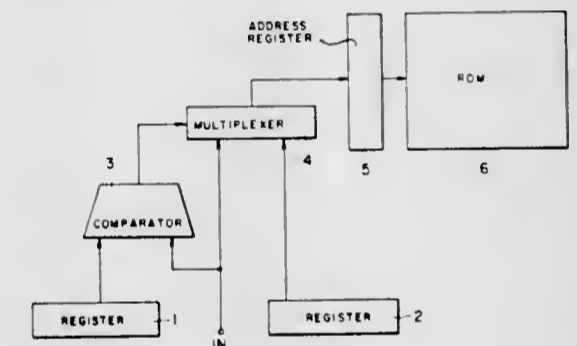 ADDRESS
REGISTER
ROM
MULTIPLEXER
3
4
5
6
COMPARATOR
REGISTER
1
REGISTER
2
IN